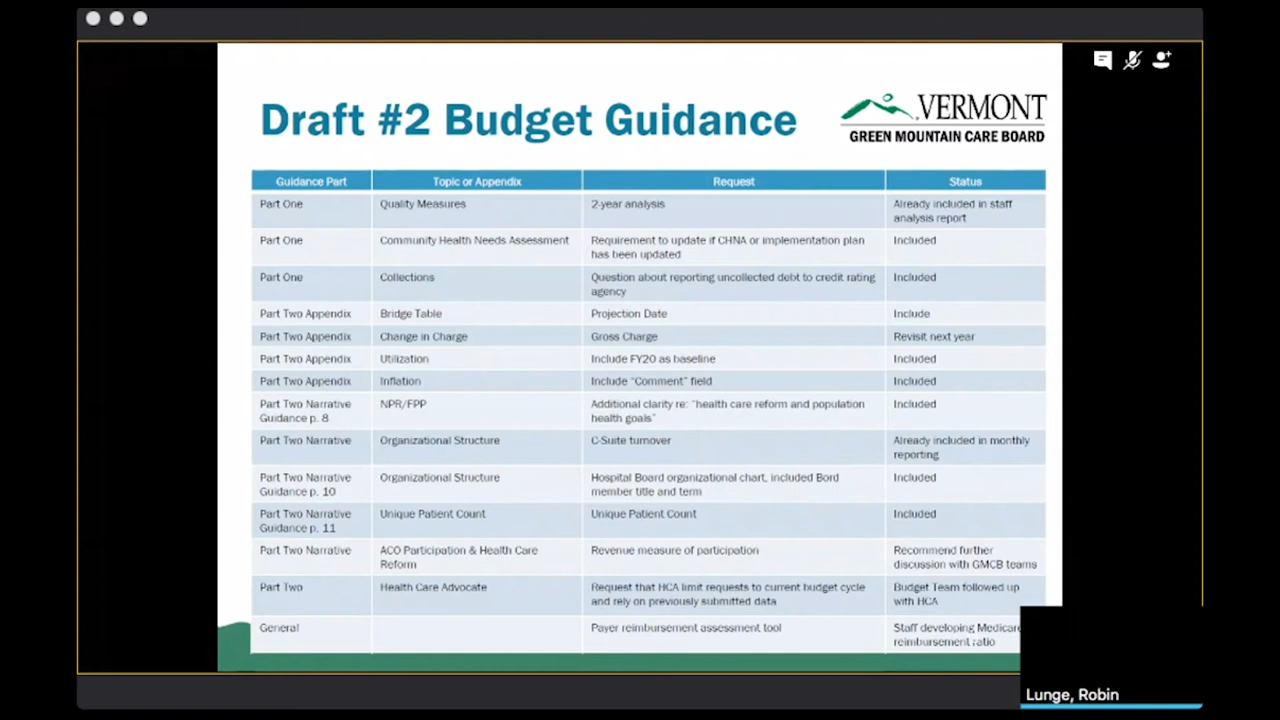 Draft #2 Budget Guidance
VERMONT
GREEN MOUNTAIN CARE BOARD
Guidance Part Topic or Appendix Request Status
Part One Quality Measures 2-year analysis Already included in staff
analysis report
Part One Community Health Needs Assessment Requirement to update if CHNA or implementation plan Included
has been updated
Part One Collections Question about reporting uncollected debt to credit rating Included
agency
Part Two Appendix Bridge Table Projection Date Include
Part Two Appendix Change in Charge Gross Charge Revisit next year
Part Two Appendix Utilization Include FY20 as baseline Included
Part Two Appendix Inflation Include "Comment" field Included
Part Two Narrative NPR/FPP Additional clarity re: "health care reform and population Included
Guidance p. 8 health goals"
Part Two Narrative Organizational Structure C-Suite turnover Already included in monthly
reporting
Part Two Narrative Organizational Structure Hospital Board organizational chart, included Bord Included
Guidance p. 10 member title and term
Part Two Narrative Unique Patient Count Unique Patient Count Included
Guidance p. 11
Part Two Narrative ACO Participation & Health Care Revenue measure of participation Recommend further
Reform discussion with GMCB teams
Part Two Health Care Advocate Request that HCA limit requests to current budget cycle Budget Team followed up
and rely on previously submitted data with HCA
General Payer reimbursement assessment tool Staff developing Medicare
reimbursement ratio
Lunge, Robin